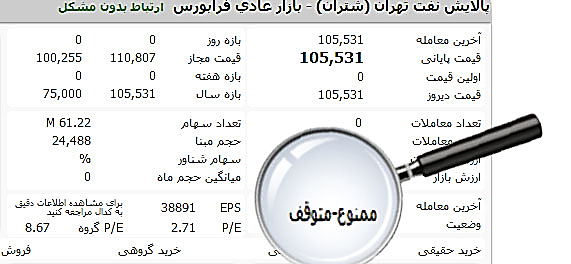 پالایش نفت تهران (شتران) - بازار عادی فرابورس ارتباط بدون مشکل
آخرین معامله 105,531 بازه روز 0 0
قیمت پایانی 105,531 قیمت مجاز 110,807 100,255
اولین قیمت 0 بازه هفته 0 0
قیمت دیروز 105,531 بازه سال 105,531 75,000
تعداد معاملات 0 تعداد سهام 61.22 M
معاملات حجم مبنا 24,488
سهام شناور %
ارزش بازار میانگین حجم ماه 0
آخرین معامله EPS 38891 برای مشاهده اطلاعات دقیق به کدال مراجعه کنید
وضعیت ممنوع-متوقف P/E 2.71 P/E گروه 8.67
خرید حقیقی خرید گروهی فروش